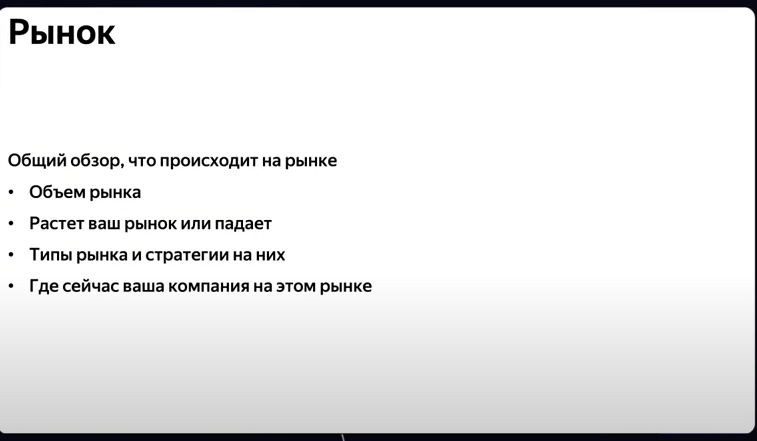 Рынок
Общий обзор, что происходит на рынке
• Объем рынка
• Растет ваш рынок или падает
• Типы рынка и стратегии на них
• Где сейчас ваша компания на этом рынке